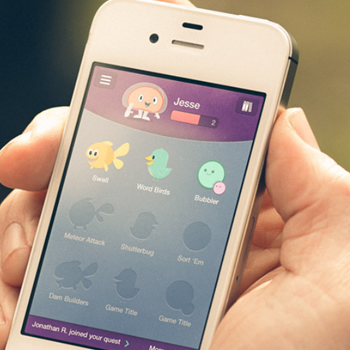 Jesse
2
Swell
Word Birds
Bubbler
Meteor Attack
Shutterbug
Sort 'Em
Dam Builders
Game Title
Game Title
Jonathan R. joined your quest >